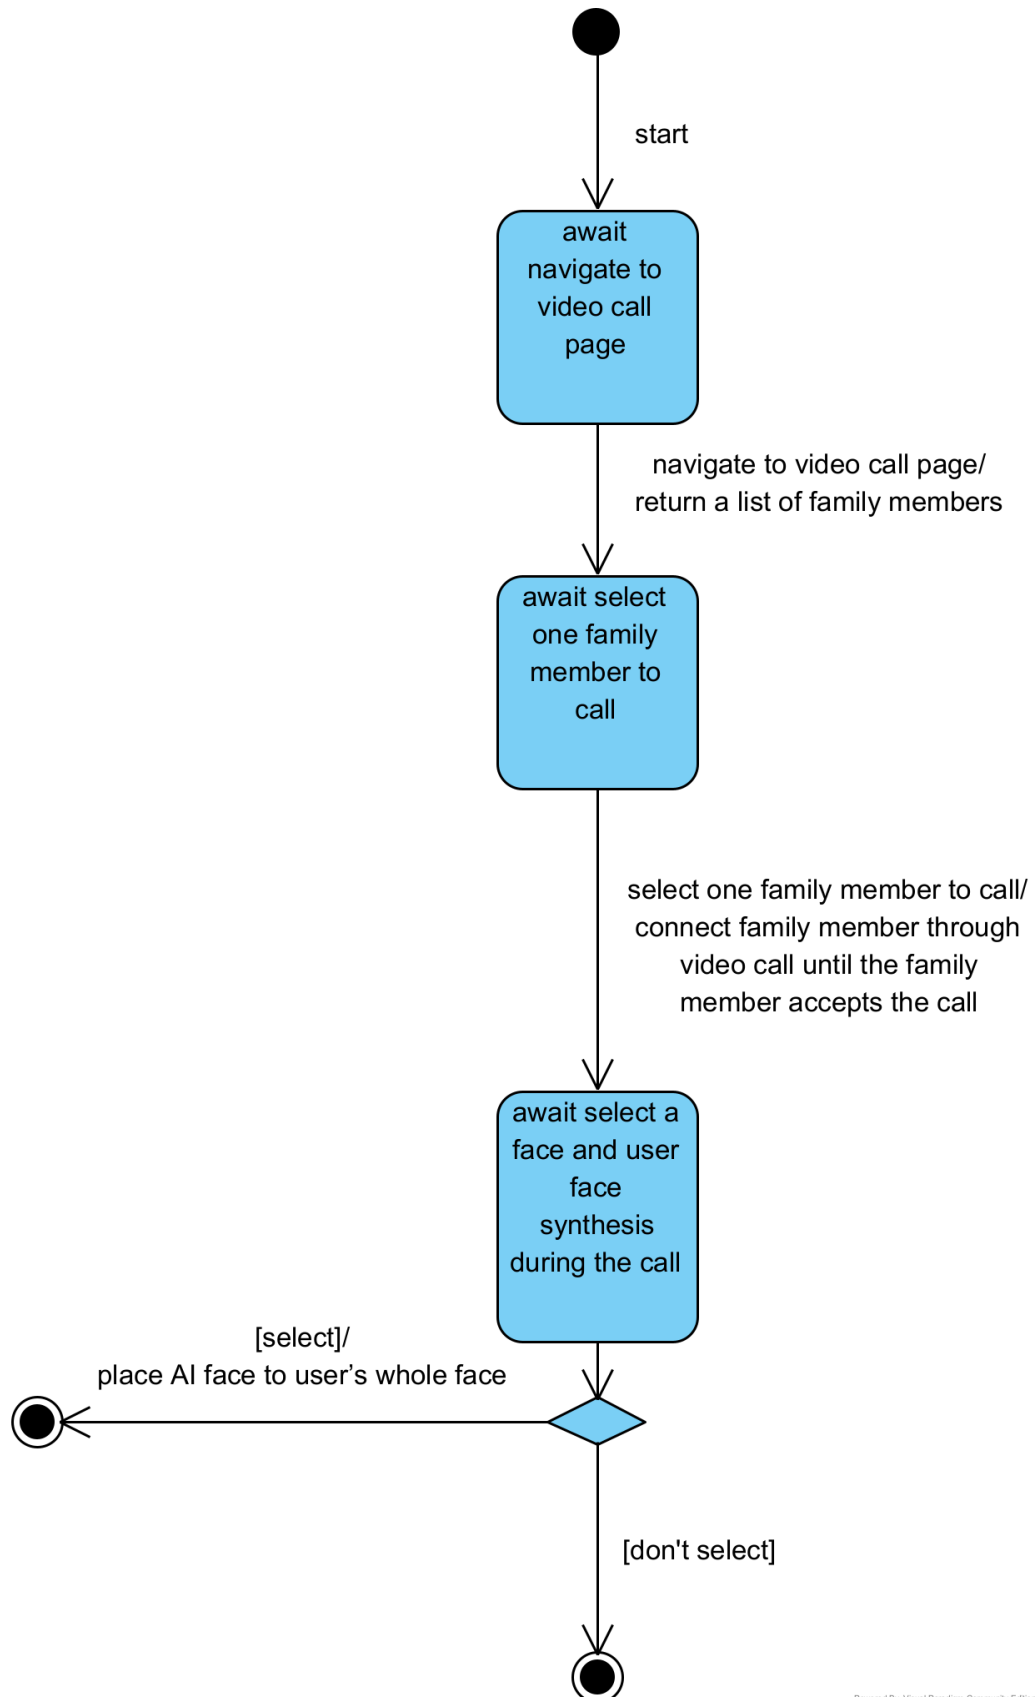 start
await
navigate to
video call
page
navigate to video call page/
return a list of family members
await select
one family
member to
call
select one family member to call/
connect family member through
video call until the family
member accepts the call
await select a
face and user
face
synthesis
during the call
[select]/
place AI face to user’s whole face
[don't select]